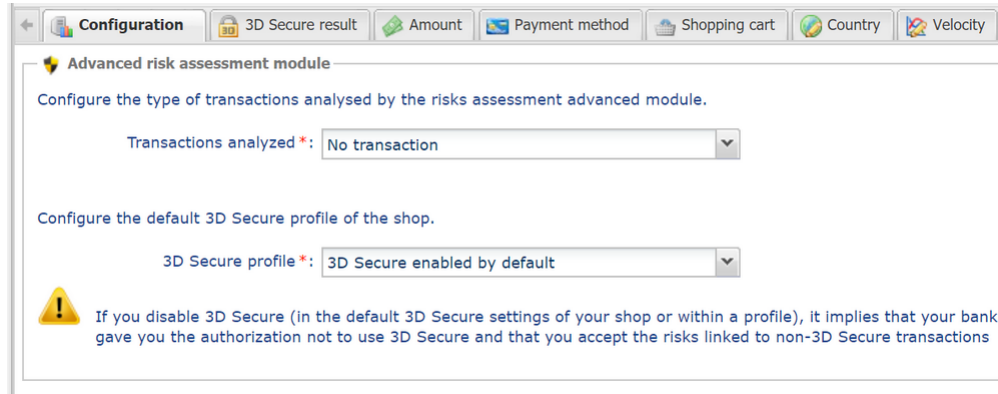 Configuration 3D Secure result Amount Payment method Shopping cart Country Velocity
Advanced risk assessment module
Configure the type of transactions analysed by the risks assessment advanced module.
Transactions analyzed *: No transaction
Configure the default 3D Secure profile of the shop.
3D Secure profile *: 3D Secure enabled by default
If you disable 3D Secure (in the default 3D Secure settings of your shop or within a profile), it implies that your bank
gave you the authorization not to use 3D Secure and that you accept the risks linked to non-3D Secure transactions